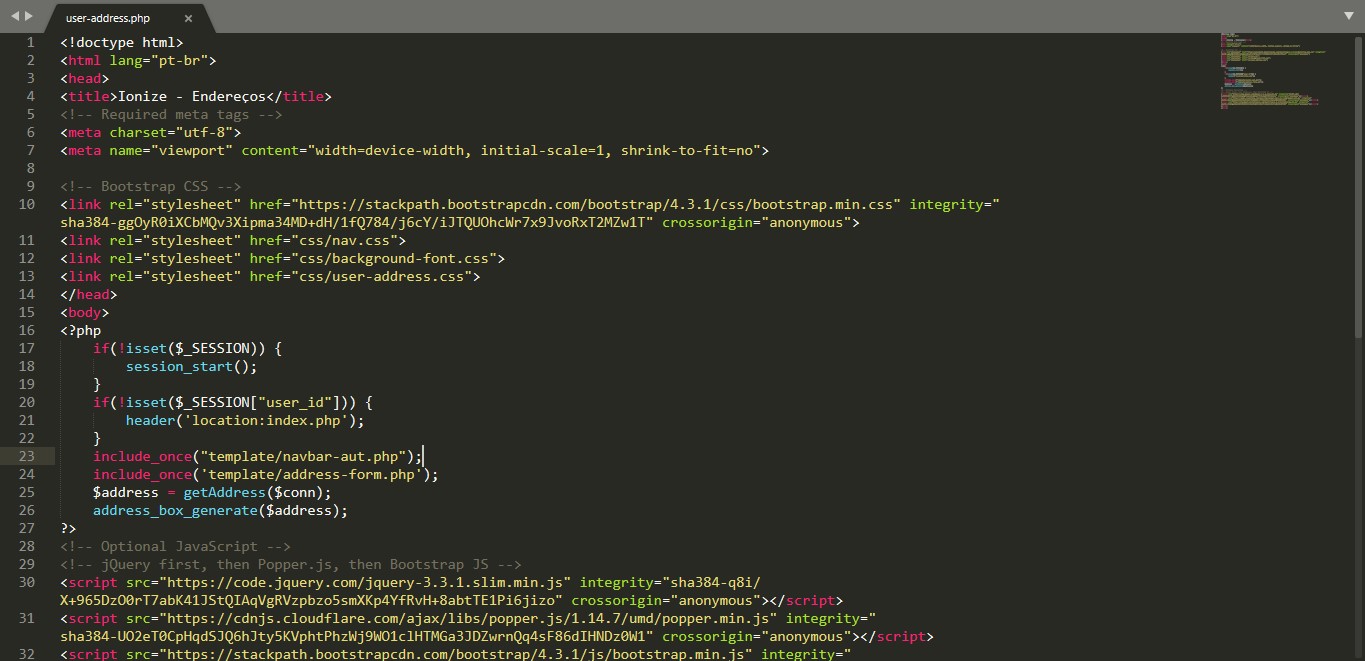 user-address.php
1 <!doctype html>
2 <html lang="pt-br">
3 <head>
4 <title>Ionize - Endereços</title>
5 <!-- Required meta tags -->
6 <meta charset="utf-8">
7 <meta name="viewport" content="width=device-width, initial-scale=1, shrink-to-fit=no">
8
9 <!-- Bootstrap CSS -->
10 <link rel="stylesheet" href="https://stackpath.bootstrapcdn.com/bootstrap/4.3.1/css/bootstrap.min.css" integrity="
sha384-ggOyR0iXCbMQv3Xipma34MD+dH/1fQ784/j6cY/iJTQUOhcWr7x9JvoRxT2MZw1T" crossorigin="anonymous">
11 <link rel="stylesheet" href="css/nav.css">
12 <link rel="stylesheet" href="css/background-font.css">
13 <link rel="stylesheet" href="css/user-address.css">
14 </head>
15 <body>
16 <?php
17 if(!isset($_SESSION)) {
18 session_start();
19 }
20 if(!isset($_SESSION["user_id"])) {
21 header('location:index.php');
22 }
23 include_once("template/navbar-aut.php");
24 include_once('template/address-form.php');
25 $address = getAddress($conn);
26 address_box_generate($address);
27 ?>
28 <!-- Optional JavaScript -->
29 <!-- jQuery first, then Popper.js, then Bootstrap JS -->
30 <script src="https://code.jquery.com/jquery-3.3.1.slim.min.js" integrity="sha384-q8i/
X+965DzO0rT7abK41JStQIAqVgRVzpbzo5smXKp4YfRvH+8abtTE1Pi6jizo" crossorigin="anonymous"></script>
31 <script src="https://cdnjs.cloudflare.com/ajax/libs/popper.js/1.14.7/umd/popper.min.js" integrity="
sha384-UO2eT0CpHqdSJQ6hJty5KVphtPhzWj9WO1clHTMGa3JDZwrnQq4sF86dIHNDz0W1" crossorigin="anonymous"></script>
32 <script src="https://stackpath.bootstrapcdn.com/bootstrap/4.3.1/js/bootstrap.min.js" integrity="